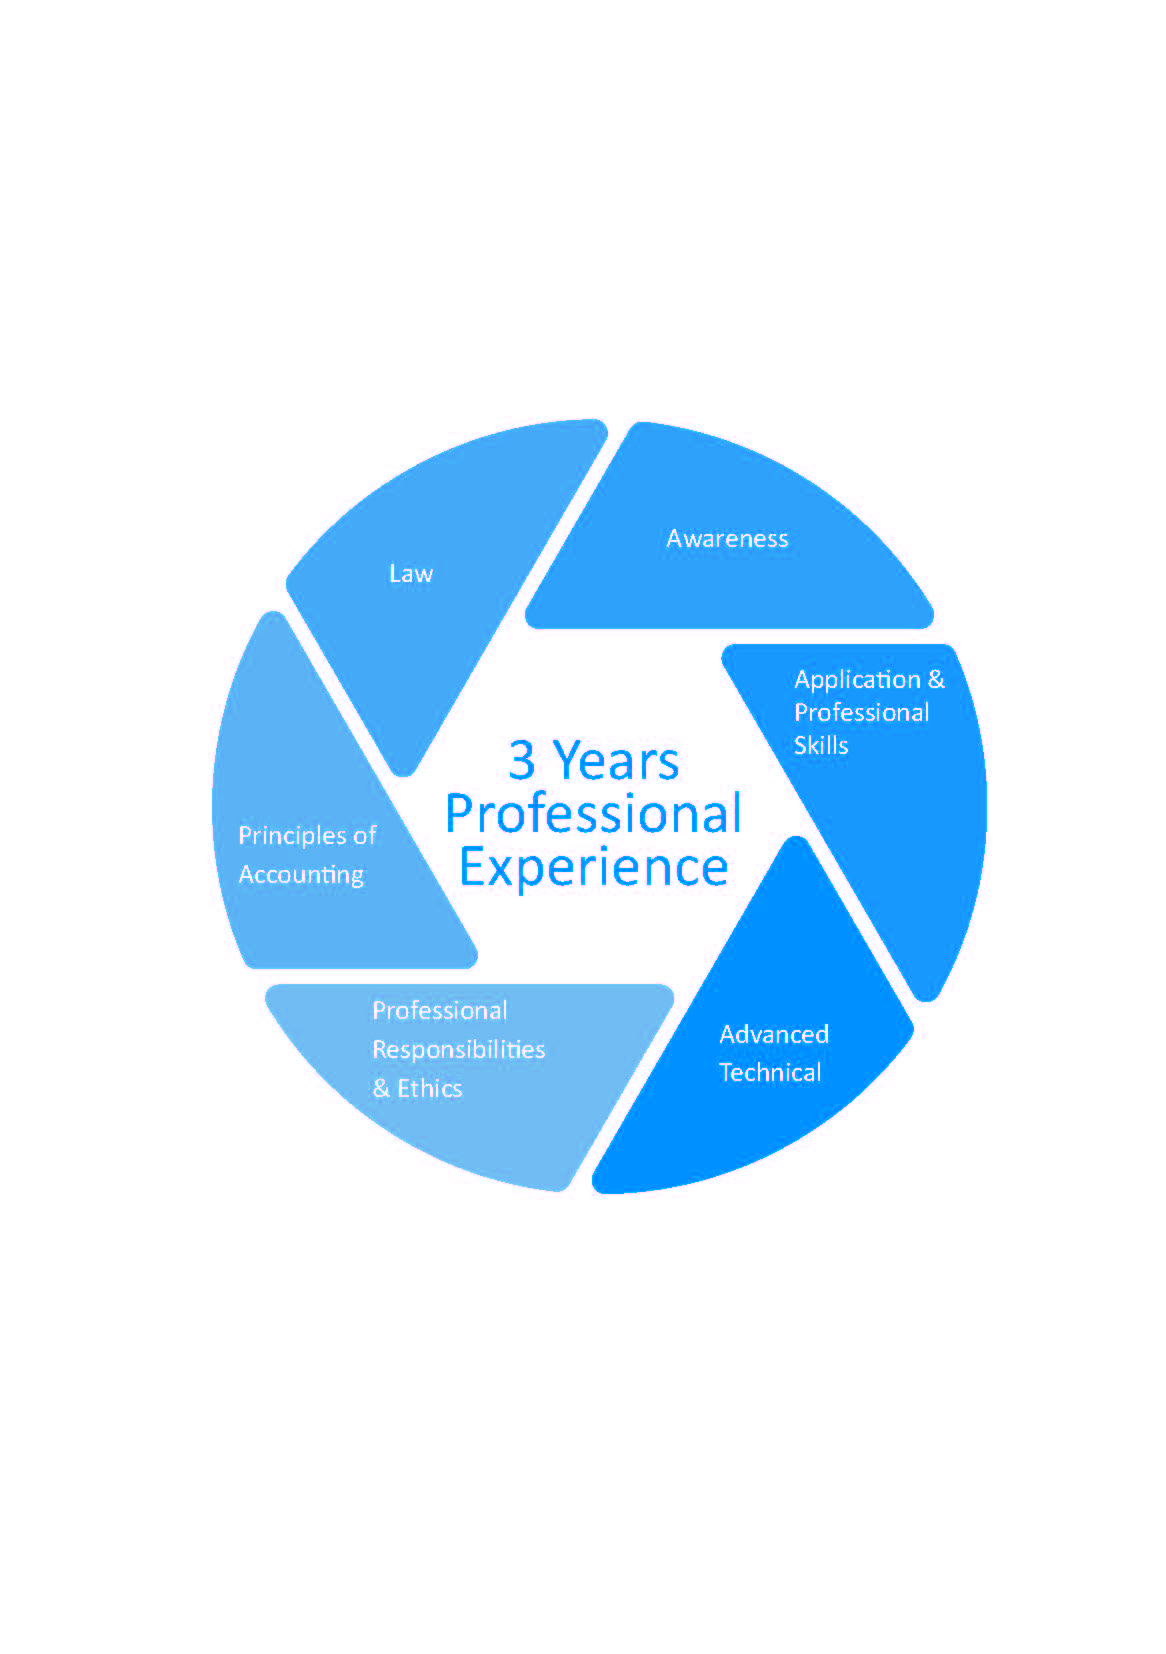 Awareness
Law
Application &
Professional
Skills
3 Years
Professional
Experience
Principles of
Accounting
Professional
Responsibilities
& Ethics
Advanced
Technical